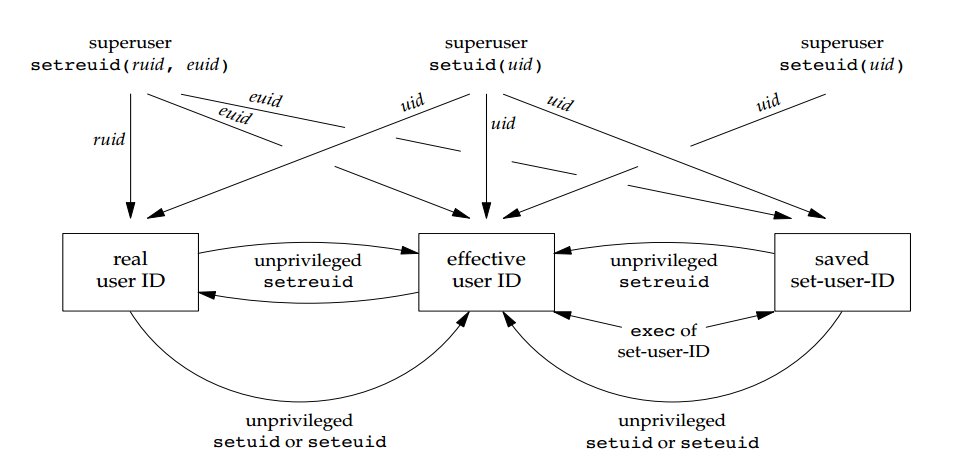 superuser
setreuid(ruid, euid)
superuser
setuid(uid)
superuser
seteuid(uid)
euid
euid
ruid
uid
uid
uid
uid
real
user ID
unprivileged
setreuid
effective
user ID
unprivileged
setreuid
saved
set-user-ID
exec of
set-user-ID
unprivileged
setuid or seteuid
unprivileged
setuid or seteuid